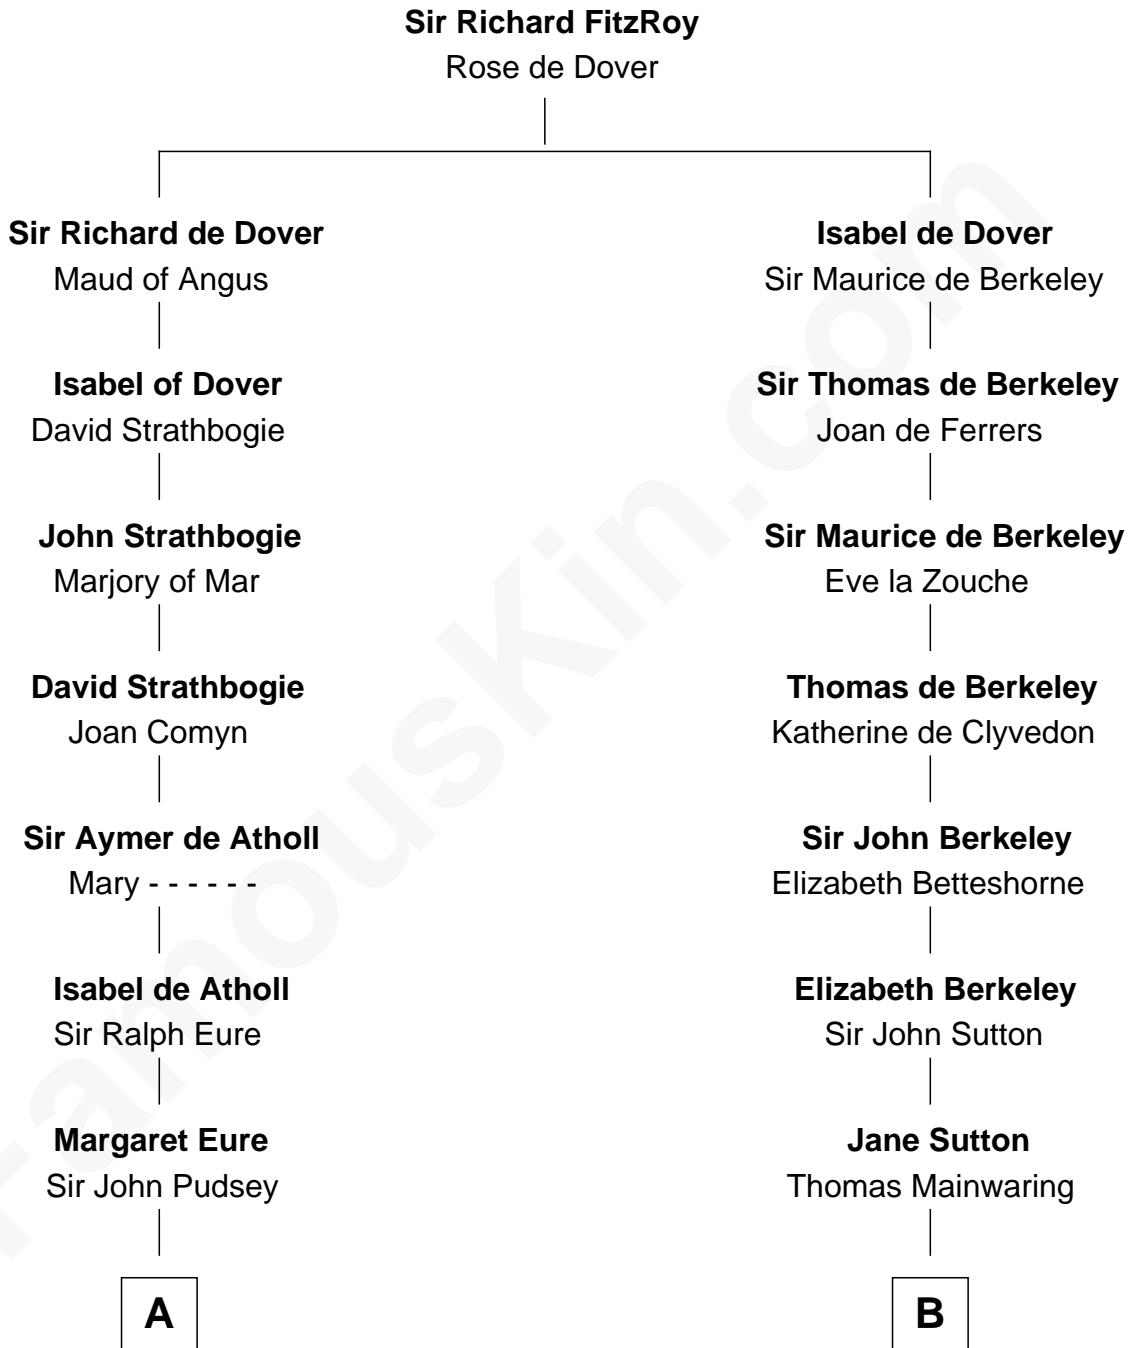 Sir Richard FitzRoy
Rose de Dover
Sir Richard de Dover
Maud of Angus
Isabel of Dover
David Strathbogie
John Strathbogie
Marjory of Mar
David Strathbogie
Joan Comyn
Sir Aymer de Atholl
Mary - - - - - -
Isabel de Atholl
Sir Ralph Eure
Margaret Eure
Sir John Pudsey
A
Isabel de Dover
Sir Maurice de Berkeley
Sir Thomas de Berkeley
Joan de Ferrers
Sir Maurice de Berkeley
Eve la Zouche
Thomas de Berkeley
Katherine de Clyvedon
Sir John Berkeley
Elizabeth Betteshorne
Elizabeth Berkeley
Sir John Sutton
Jane Sutton
Thomas Mainwaring
B
FamousKin.com